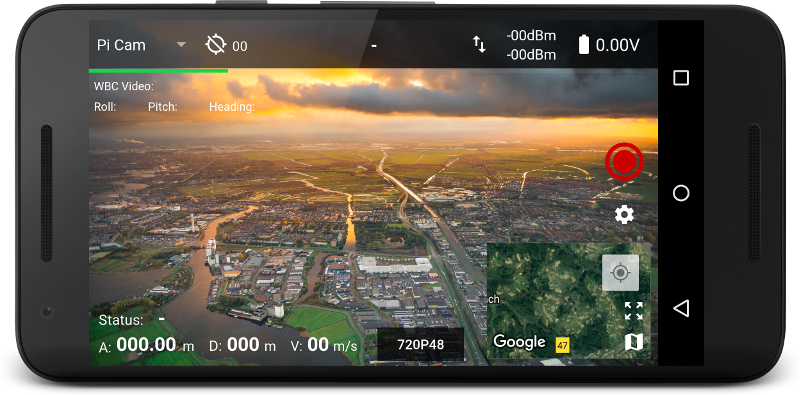 Pi Cam 00 - -00dBm 0.00V
-00dBm
WBC Video:
Roll: Pitch: Heading:
ch
Status: -
A: 000.00 m D: 000 m V: 00 m/s 720P48
Google 47